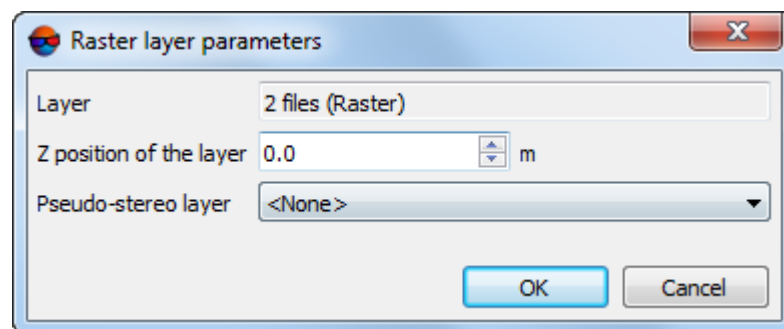 Raster layer parameters
Layer 2 files (Raster)
Z position of the layer 0.0 m
Pseudo-stereo layer <None>
OK Cancel